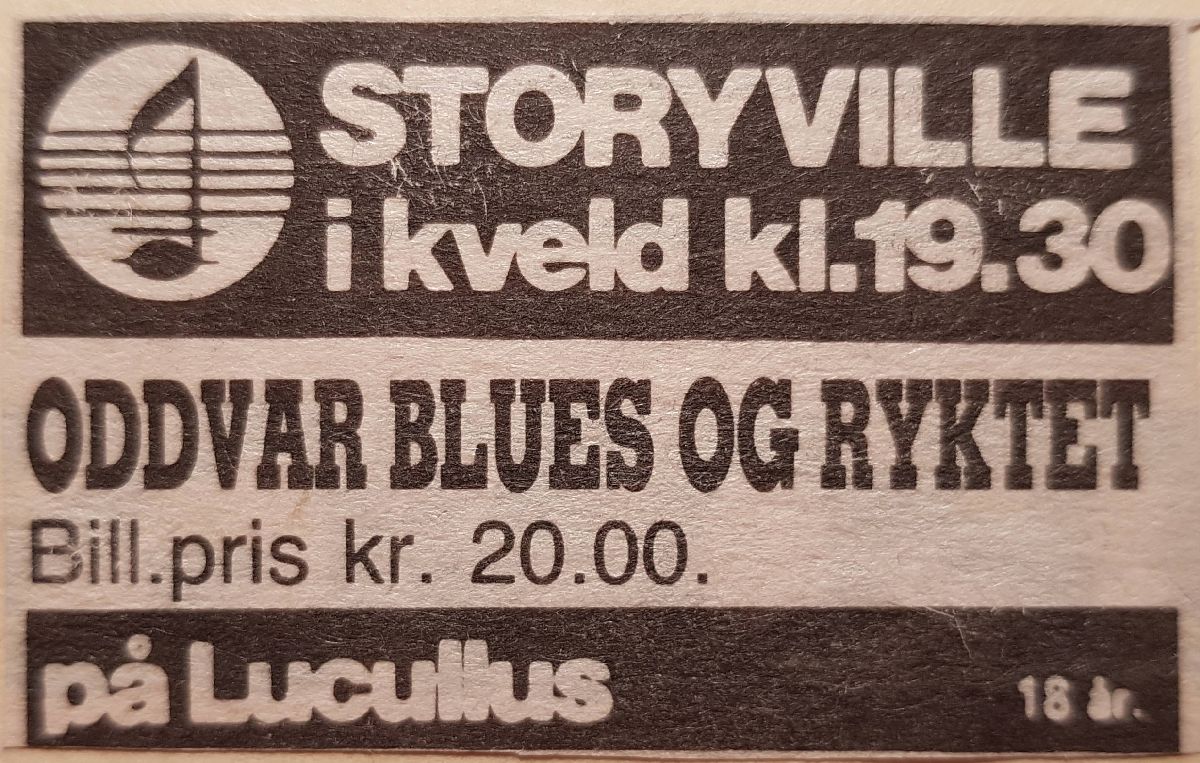 STORYVILLE
i kveld kl.19.30
ODDVAR BLUES OG RYKTET
Bill.pris kr. 20.00.
på Lucullus
18 år.